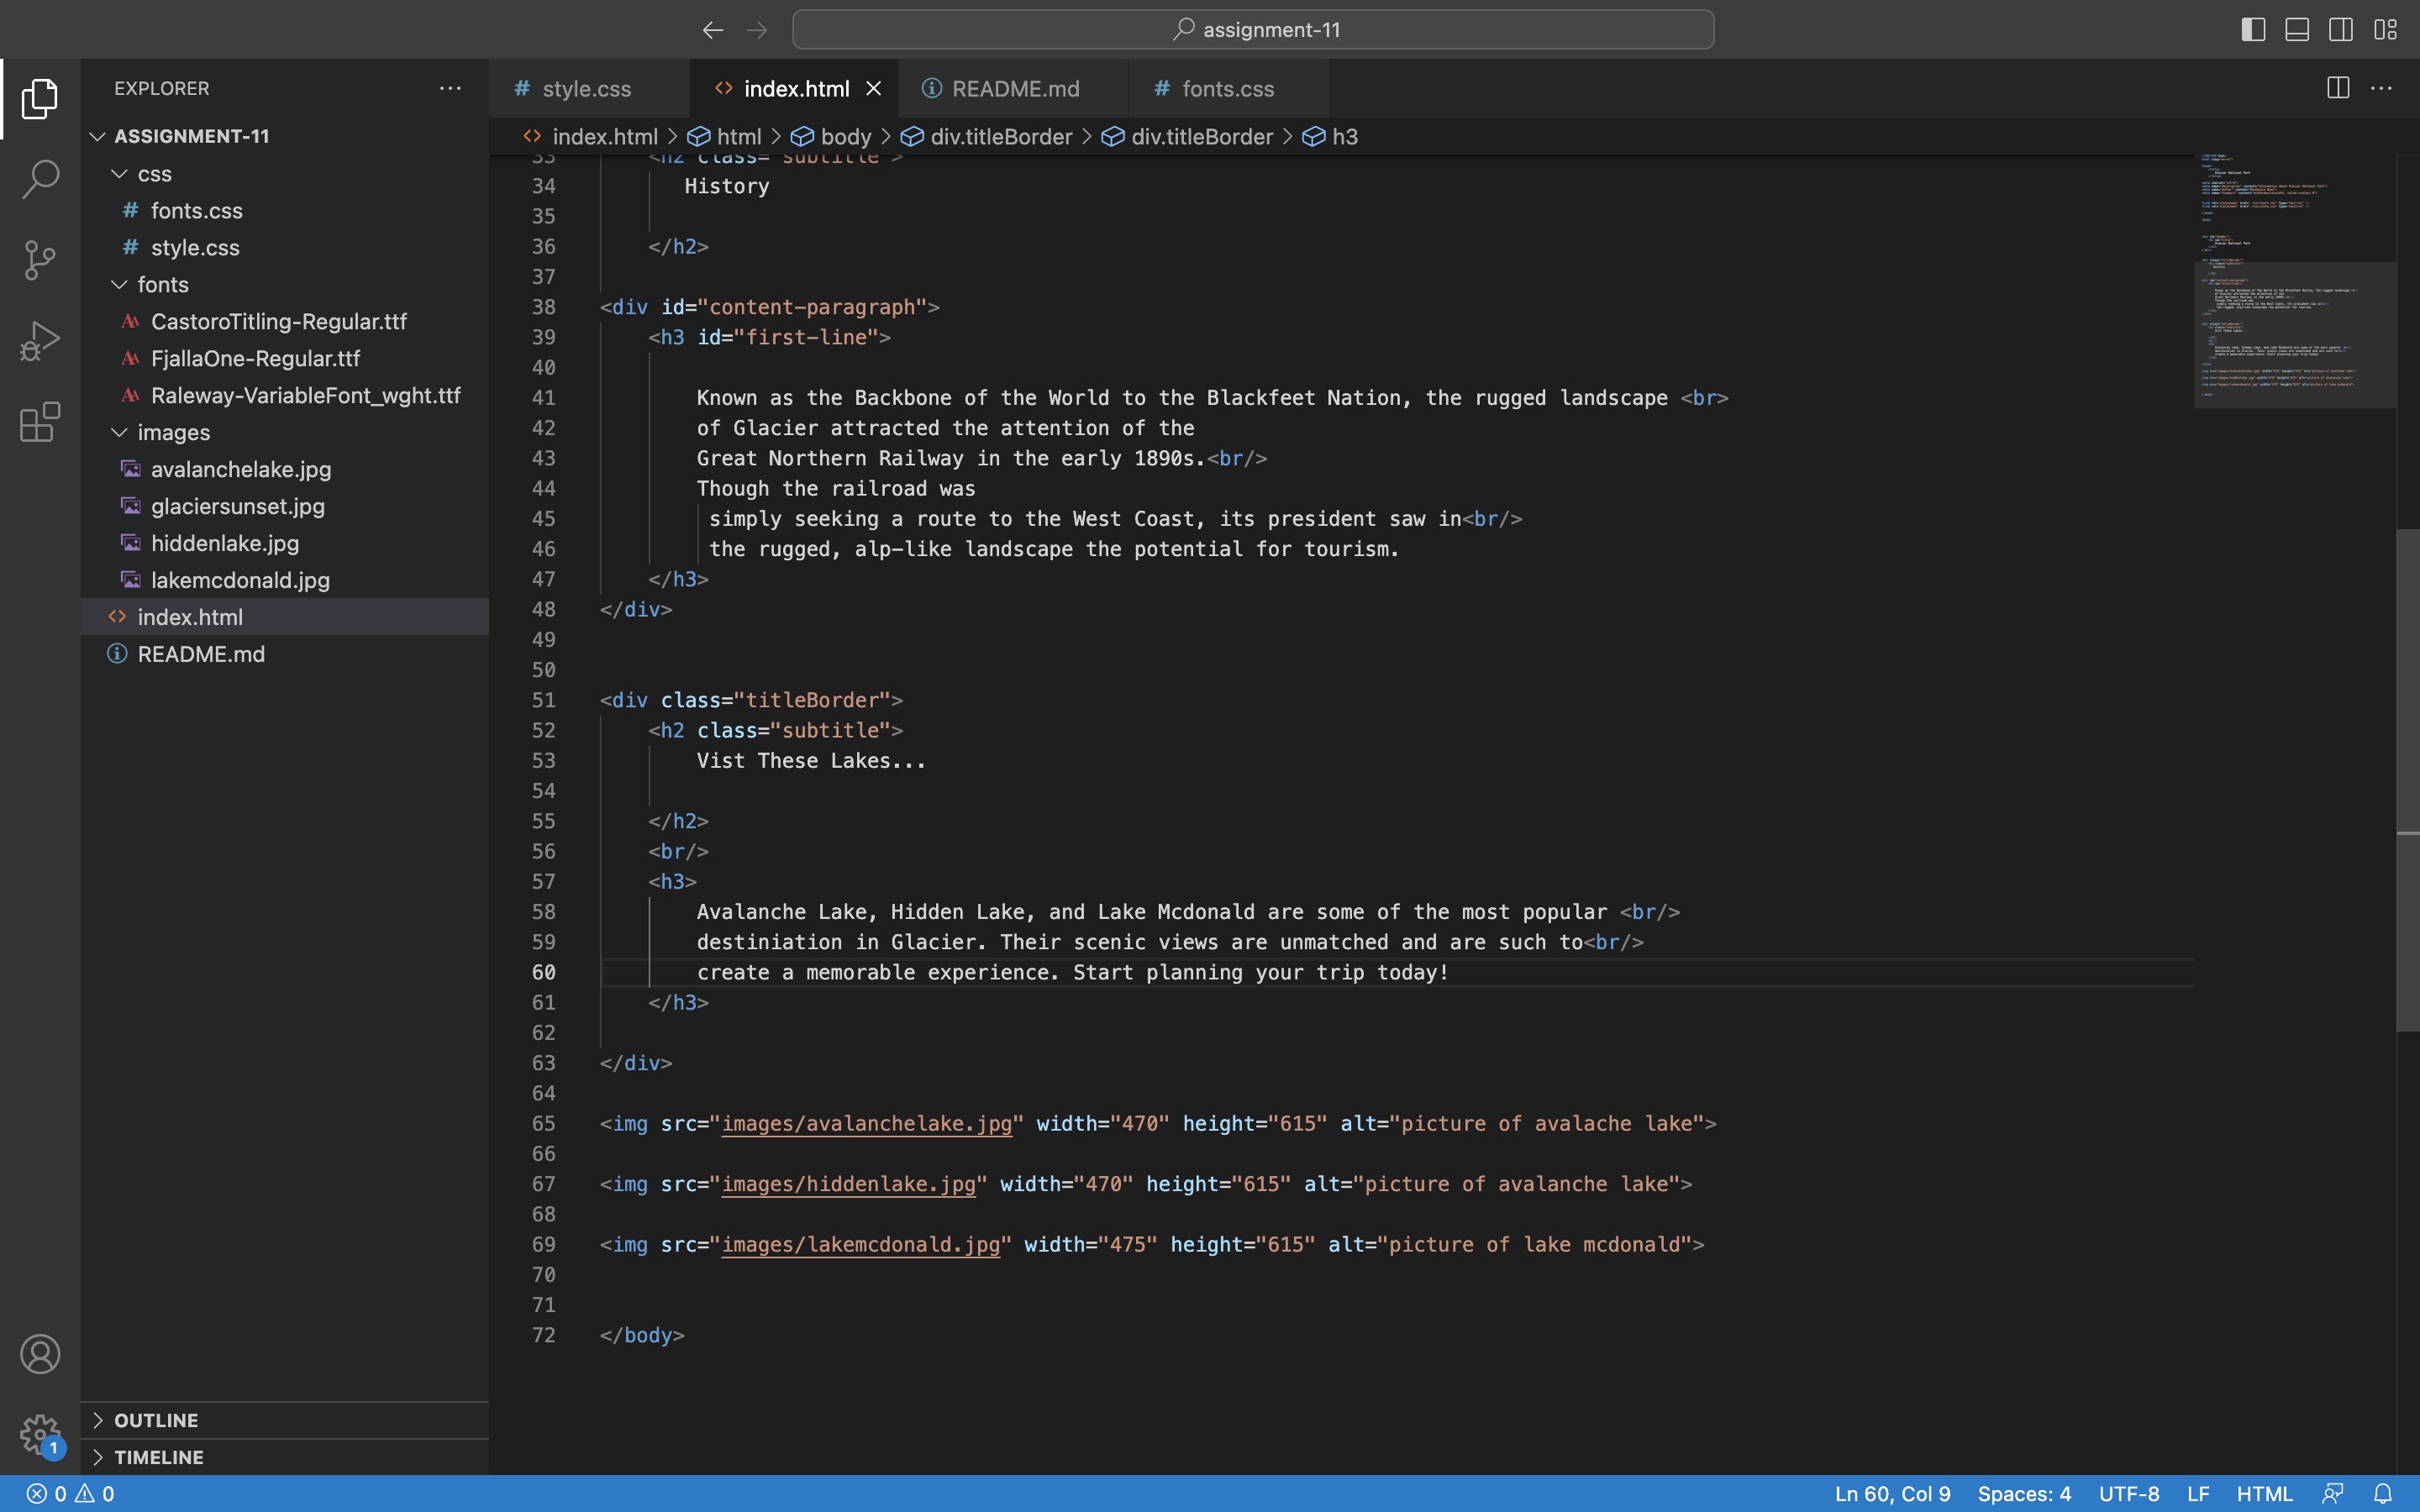 assignment-11
EXPLORER
ASSIGNMENT-11
css
# fonts.css
# style.css
fonts
CastoroTitling-Regular.ttf
FjallaOne-Regular.ttf
Raleway-VariableFont_wght.ttf
images
avalanchelake.jpg
glaciersunset.jpg
hiddenlake.jpg
lakemcdonald.jpg
<> index.html
README.md
OUTLINE
TIMELINE
# style.css
<> index.html
README.md
# fonts.css
<> index.html > html > body > div.titleBorder > div.titleBorder > h3
33 <h2 class="subtitle">
34 History
35
36 </h2>
37
38 <div id="content-paragraph">
39 <h3 id="first-line">
40
41 Known as the Backbone of the World to the Blackfeet Nation, the rugged landscape <br>
42 of Glacier attracted the attention of the
43 Great Northern Railway in the early 1890s.<br/>
44 Though the railroad was
45 simply seeking a route to the West Coast, its president saw in<br/>
46 the rugged, alp-like landscape the potential for tourism.
47 </h3>
48 </div>
49
50
51 <div class="titleBorder">
52 <h2 class="subtitle">
53 Vist These Lakes...
54
55 </h2>
56 <br/>
57 <h3>
58 Avalanche Lake, Hidden Lake, and Lake Mcdonald are some of the most popular <br/>
59 destiniation in Glacier. Their scenic views are unmatched and are such to<br/>
60 create a memorable experience. Start planning your trip today!
61 </h3>
62
63 </div>
64
65 <img src="images/avalanchelake.jpg" width="470" height="615" alt="picture of avalache lake">
66
67 <img src="images/hiddenlake.jpg" width="470" height="615" alt="picture of avalanche lake">
68
69 <img src="images/lakemcdonald.jpg" width="475" height="615" alt="picture of lake mcdonald">
70
71
72 </body>
1
0 0
Ln 60, Col 9 Spaces: 4 UTF-8 LF HTML